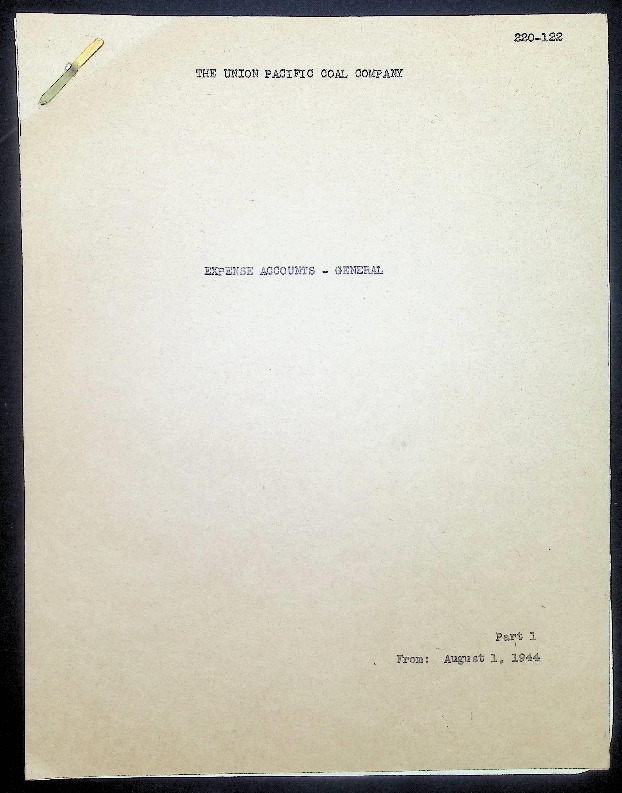 220-122
THE UNION PACIFIC COAL COMPANY
EXPENSE ACCOUNTS - GENERAL
Part 1
From: August 1, 1944